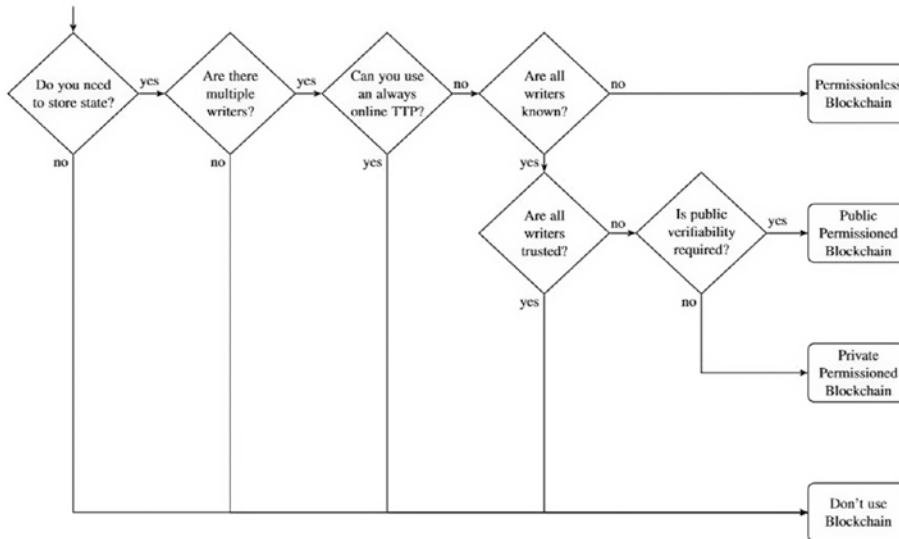 Do you need
to store state?
yes
no
Are there
multiple
writers?
yes
no
Can you use
an always
online TTP?
no
yes
Are all
writers
known?
no
yes
Permissionless
Blockchain
Are all
writers
trusted?
no
yes
Is public
verifiability
required?
yes
no
Public
Permissioned
Blockchain
Private
Permissioned
Blockchain
Don't use
Blockchain